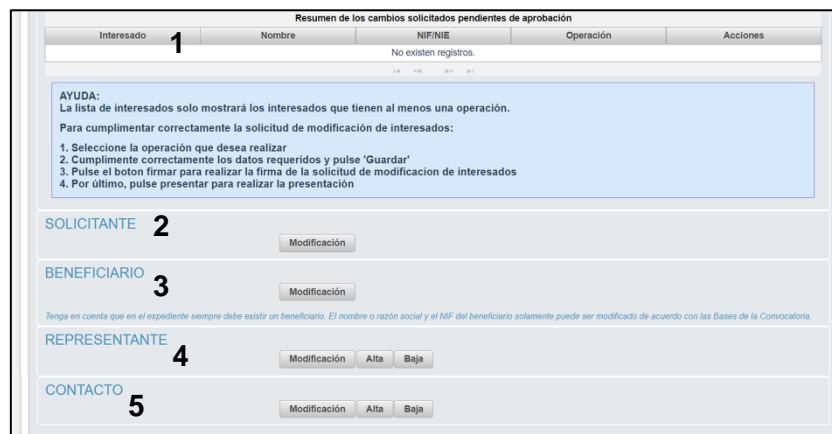 Resumen de los cambios solicitados pendientes de aprobación
Interesado 1 Nombre NIF/NIE Operación Acciones
No existen registros.
AYUDA:
La lista de interesados solo mostrará los interesados que tienen al menos una operación.
Para cumplimentar correctamente la solicitud de modificación de interesados:
1. Seleccione la operación que desea realizar
2. Cumplimente correctamente los datos requeridos y pulse 'Guardar'
3. Pulse el boton firmar para realizar la firma de la solicitud de modificacion de interesados
4. Por último, pulse presentar para realizar la presentación
SOLICITANTE 2
Modificación
BENEFICIARIO 3
Modificación
Tenga en cuenta que en el expediente siempre debe existir un beneficiario. El nombre o razón social y el NIF del beneficiario solamente puede ser modificado de acuerdo con las Bases de la Convocatoria.
REPRESENTANTE 4
Modificación Alta Baja
CONTACTO 5
Modificación Alta Baja